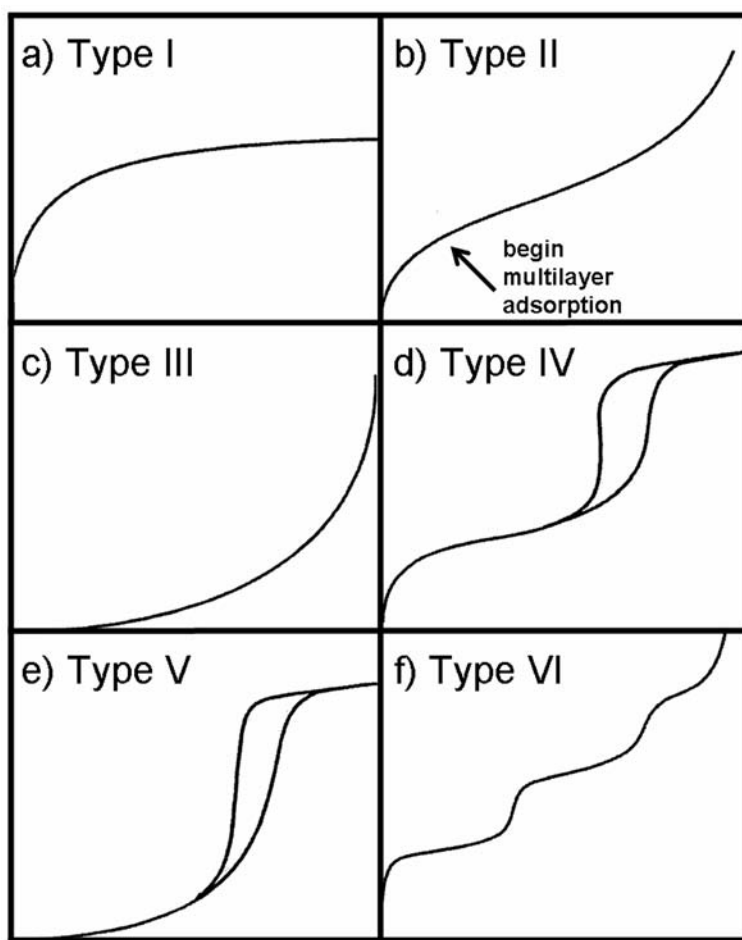 a) Type I
b) Type II
begin
multilayer
adsorption
c) Type III
d) Type IV
e) Type V
f) Type VI